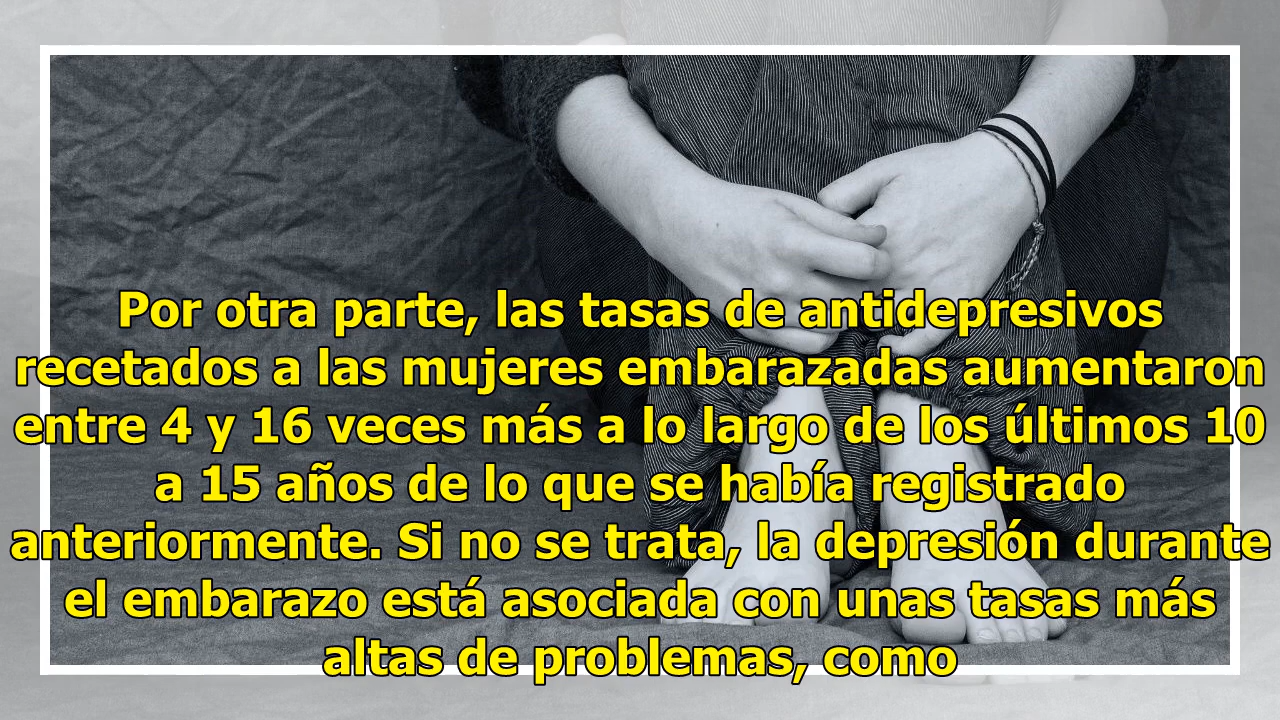 Por otra parte, las tasas de antidepresivos
recetados a las mujeres embarazadas aumentaron
entre 4 y 16 veces más a lo largo de los últimos 10
a 15 años de lo que se había registrado
anteriormente. Si no se trata, la depresión durante
el embarazo está asociada con unas tasas más
altas de problemas, como